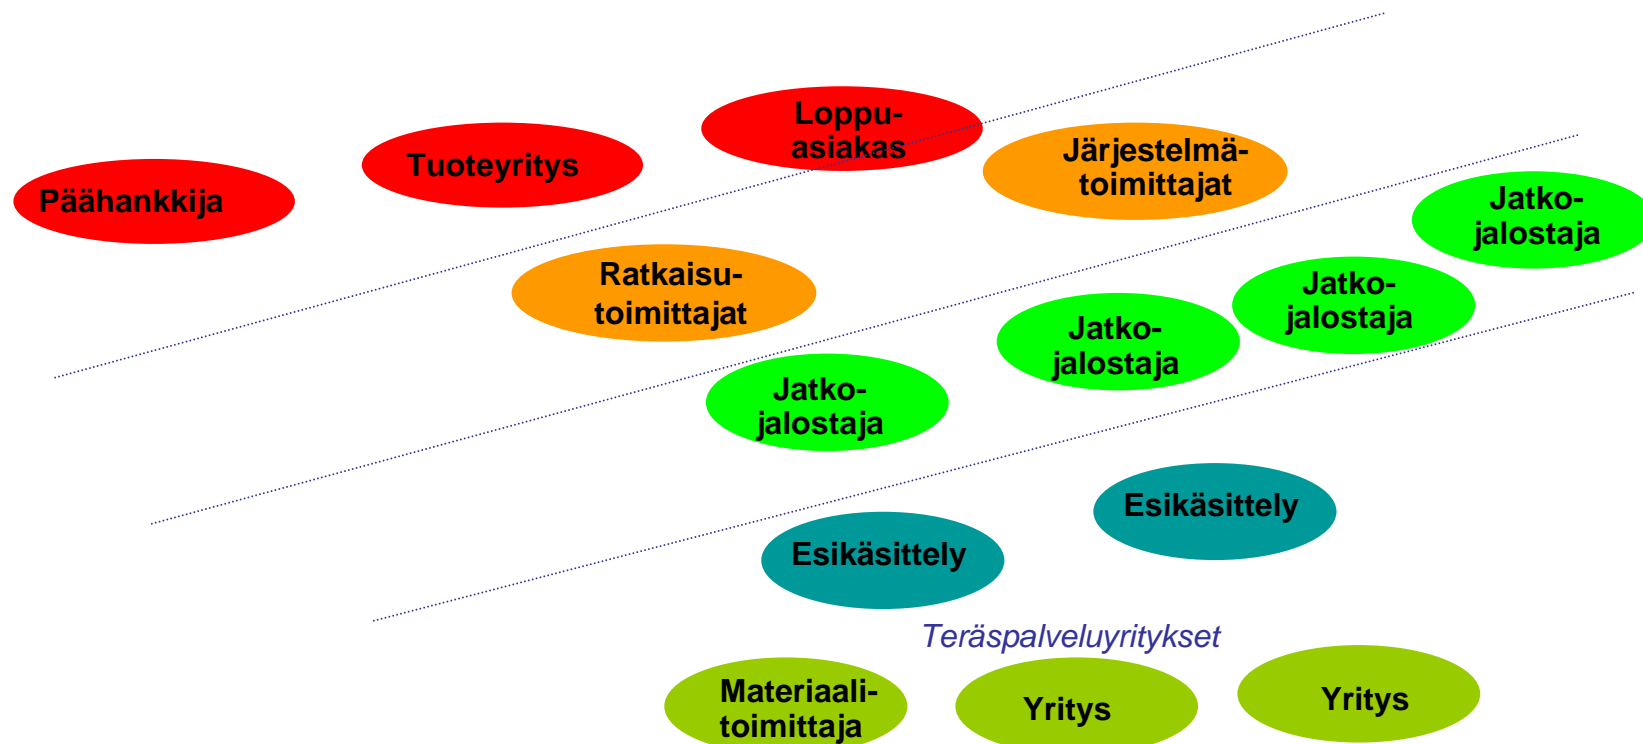 Loppu-
asiakas
Tuoteyritys
Päähankkija
Järjestelmä-
toimittajat
Ratkaisu-
toimittajat
Jatko-
jalostaja
Jatko-
jalostaja
Jatko-
jalostaja
Jatko-
jalostaja
Esikäsittely
Esikäsittely
Teräspalveluyritykset
Materiaali-
toimittaja
Yritys
Yritys